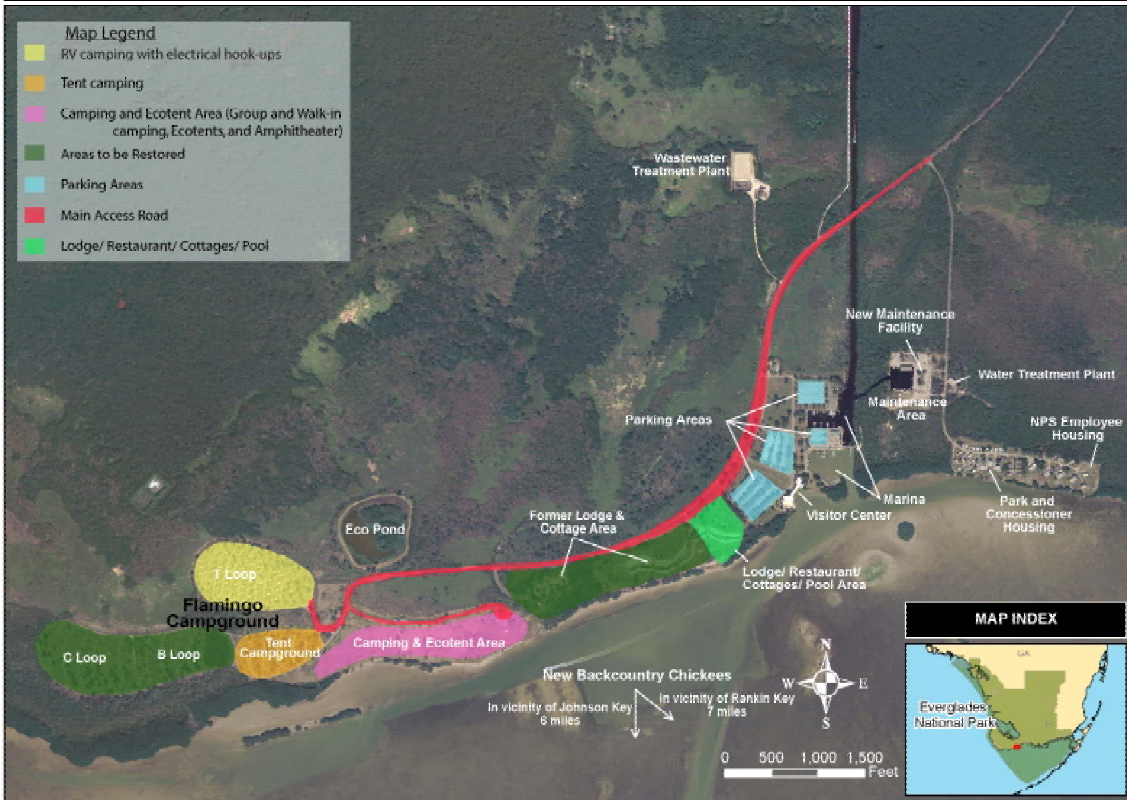 Map Legend
RV camping with electrical hook-ups
Tent camping
Camping and Ecotent Area (Group and Walk-in
camping, Ecotents, and Amphitheater)
Areas to be Restored
Parking Areas
Main Access Road
Lodge/ Restaurant/ Cottages/ Pool
Wastewater
Treatment Plant
New Maintenance
Facility
Water Treatment Plant
Maintenance
Area
NPS Employee
Housing
Parking Areas
Marina
Visitor Center
Park and
Concessioner
Housing
Former Lodge &
Cottage Area
Eco Pond
Lodge/ Restaurant/
Cottages/ Pool Area
T Loop
Flamingo
Campground
C Loop
B Loop
Tent
Campground
Camping & Ecotent Area
New Backcountry Chickees
In vicinity of Johnson Key
6 miles
In vicinity of Rankin Key
7 miles
N
W
E
S
0 500 1,000 1,500
Feet
MAP INDEX
GA
Everglades
National Park